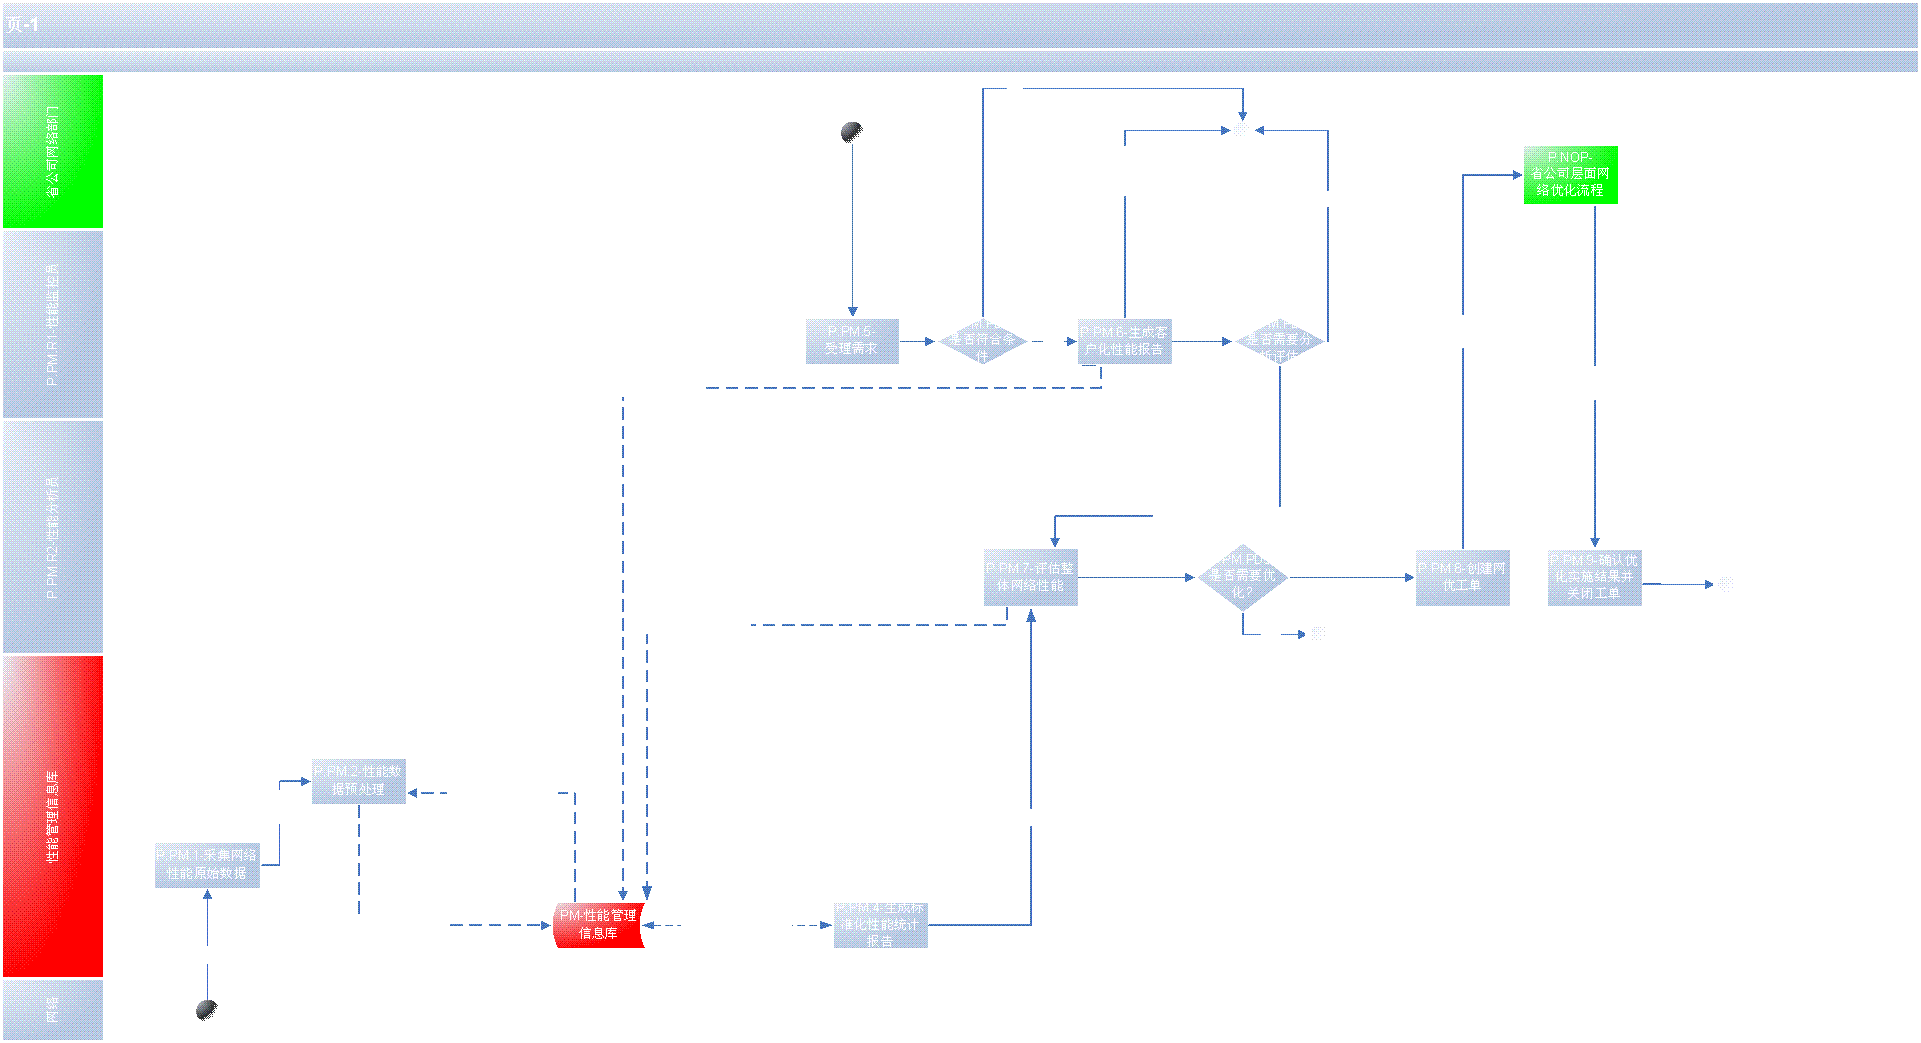 页-1
省公司网络部门
P.NOP-
省公司层面网
络优化流程
P.PM.R1-性能监控员
受理需求
是否符合条
件
P.PM.6-生成客
户化性能报告
是否需要分
析评估
P.PM.R2-性能分析员
P.PM.7-评估整
体网络性能
是否需要优
化？
P.PM.8-创建网
优工单
P.PM.9-确认优
化实施结果并
关闭工单
性能管理信息库
P.PM.2-性能数
据预处理
P.PM.1-采集网络
性能原始数据
PM-性能管理
信息库
P.PM.4-生成标
准化性能统计
报告
网络